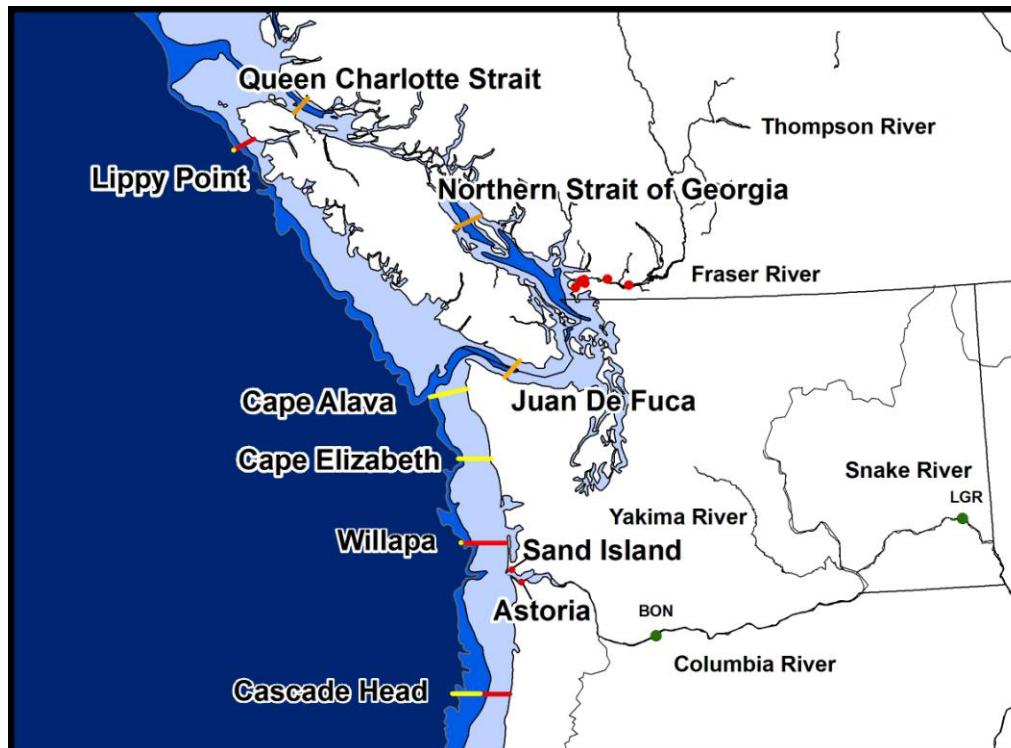 Queen Charlotte Strait
Thompson River
Lippy Point
Northern Strait of Georgia
Fraser River
Cape Alava
Juan De Fuca
Cape Elizabeth
Snake River
LGR
Yakima River
Willapa
Sand Island
Astoria
BON
Columbia River
Cascade Head